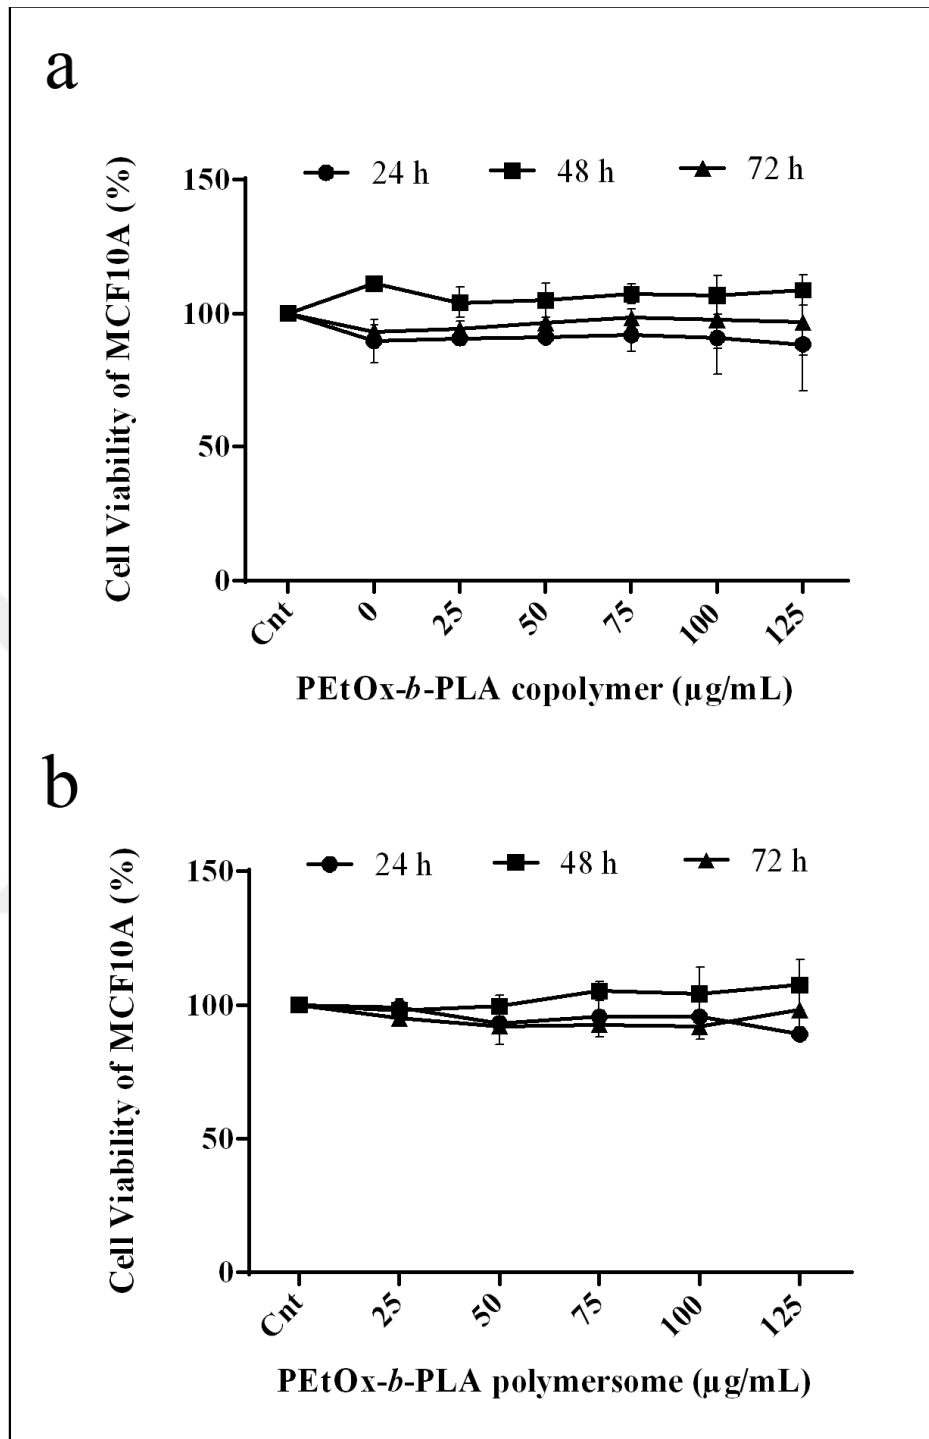 a
24 h 48 h 72 h
Cell Viability of MCF10A (%)
150
100
50
0
Cnt 0 25 50 75 100 125
PEtOx-b-PLA copolymer (µg/mL)
b
24 h 48 h 72 h
Cell Viability of MCF10A (%)
150
100
50
0
Cnt 25 50 75 100 125
PEtOx-b-PLA polymersome (µg/mL)